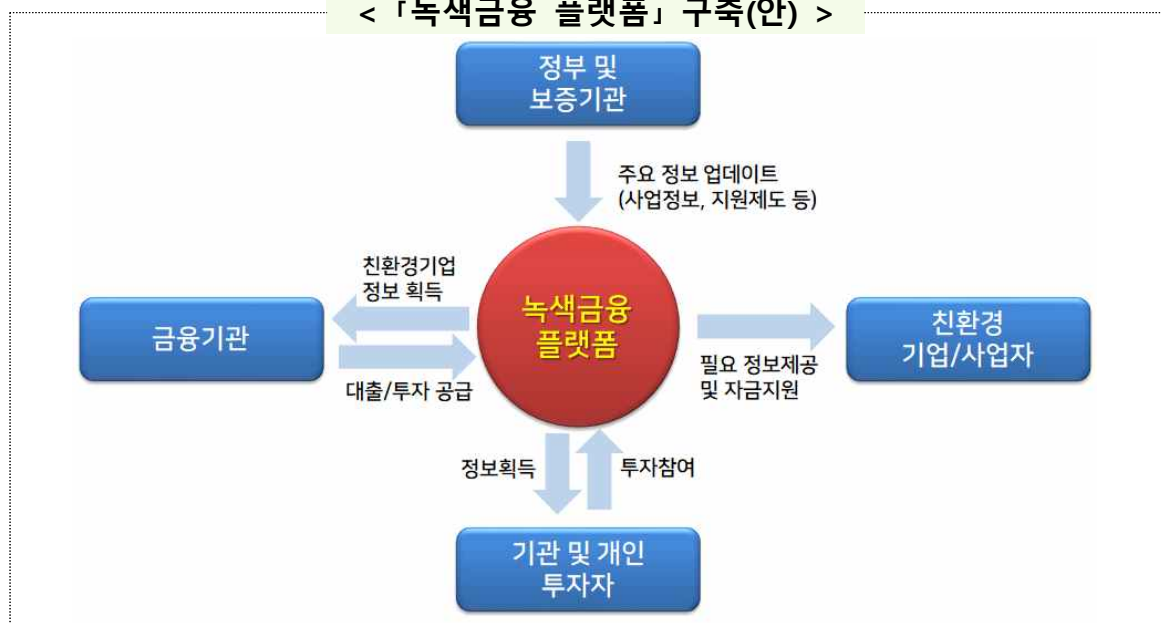 < 「녹색금융 플랫폼」 구축(안) >
정부 및
보증기관
주요 정보 업데이트
(사업정보, 지원제도 등)
친환경기업
정보 획득
금융기관
대출/투자 공급
녹색금융
플랫폼
필요 정보제공
및 자금지원
친환경
기업/사업자
정보획득
투자참여
기관 및 개인
투자자